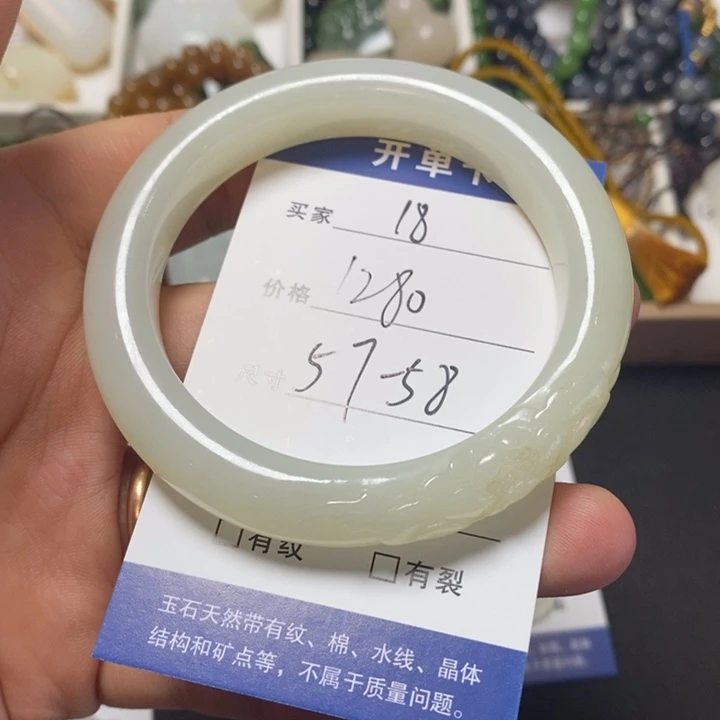 开单卡
买家 18
价格 1280
尺寸 57-58
□有纹
□有裂
玉石天然带有纹、棉、水线、晶体
结构和矿点等，不属于质量问题。